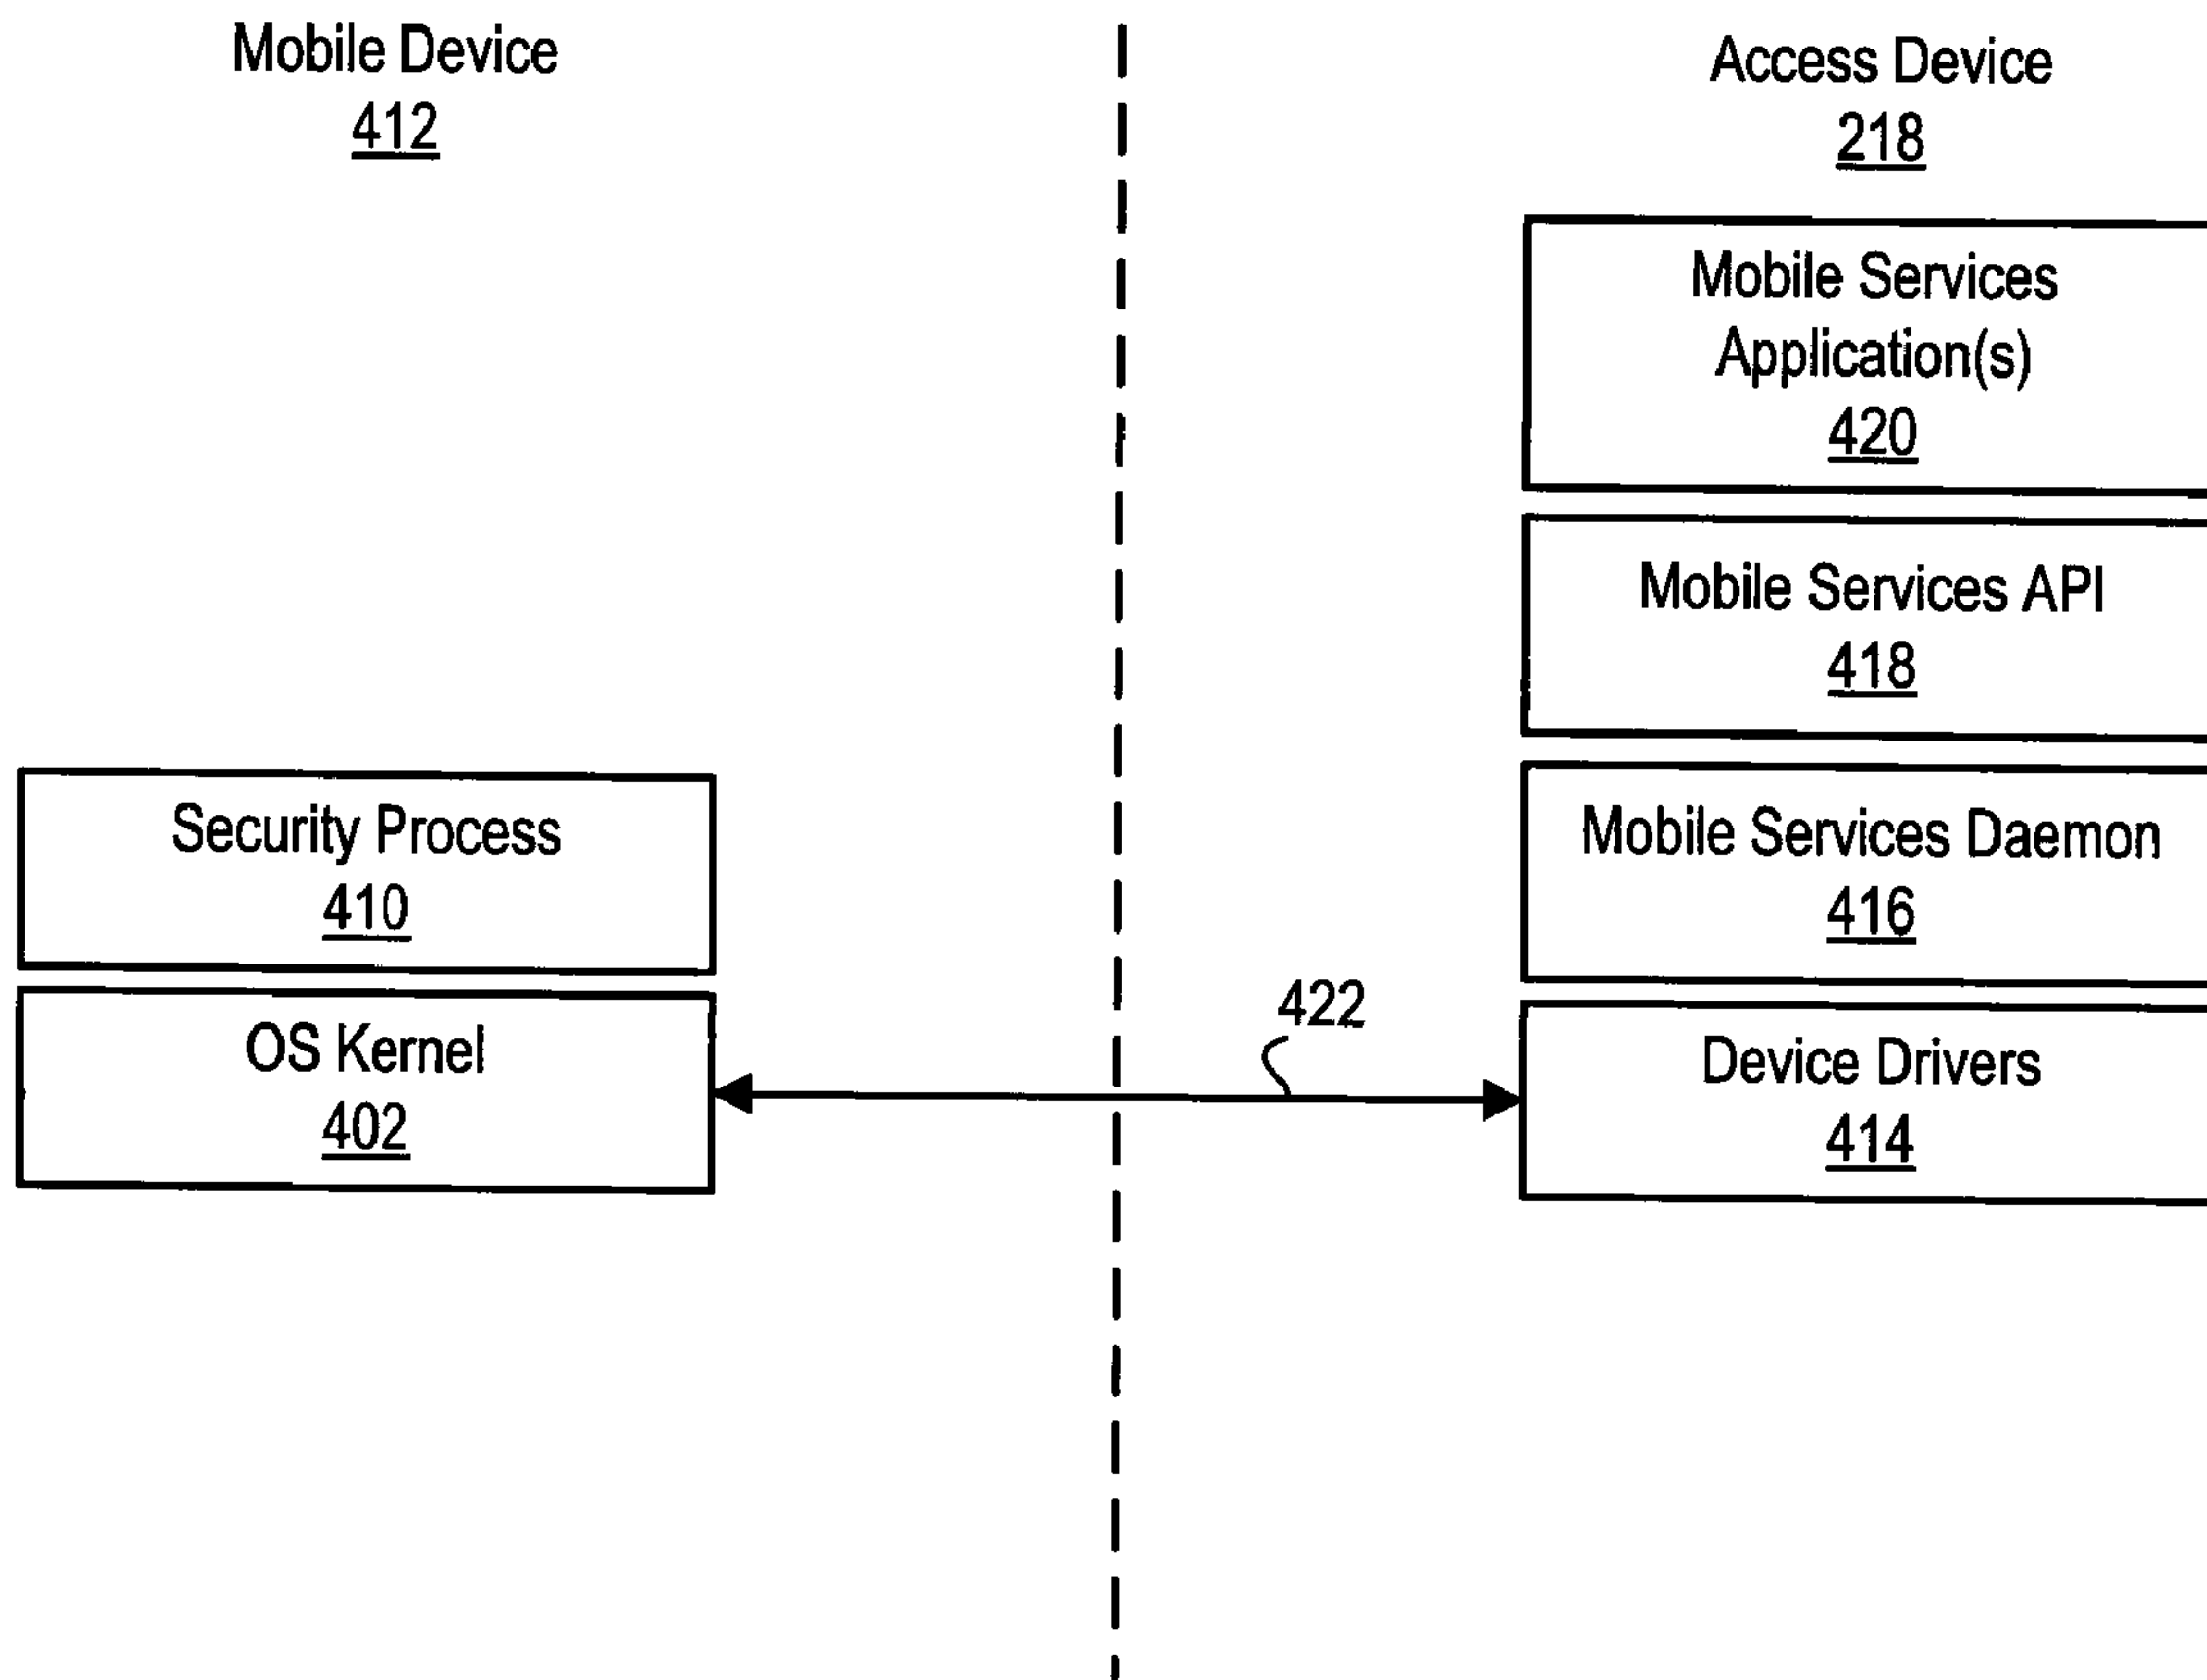 Mobile Device
412
Access Device
218
Mobile Services
Application(s)
420
Mobile Services API
418
Security Process
410
Mobile Services Daemon
416
422
OS Kernel
402
Device Drivers
414